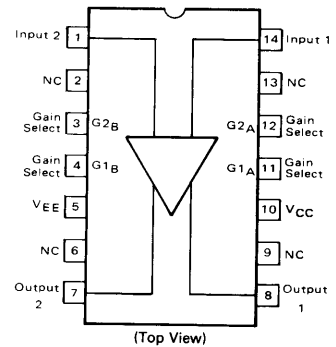 Input 2 1 14 Input 1
NC 2 13 NC
Gain Select 3 G2B G2A 12 Gain Select
Gain Select 4 G1B G1A 11 Gain Select
VEE 5 10 VCC
NC 6 9 NC
Output 2 7 8 Output 1
(Top View)